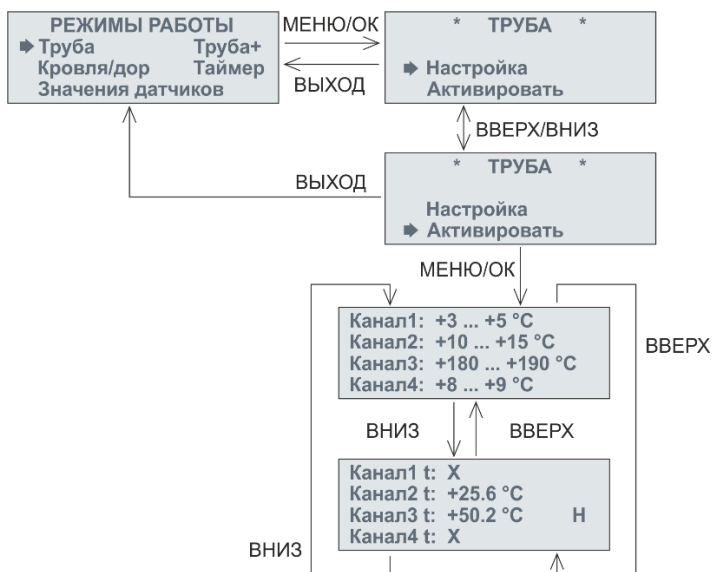 РЕЖИМЫ РАБОТЫ
Труба Труба+
Кровля/дор Таймер
Значения датчиков
МЕНЮ/ОК
ВЫХОД
* ТРУБА *
Настройка
Активировать
ВВЕРХ/ВНИЗ
ВЫХОД
* ТРУБА *
Настройка
Активировать
МЕНЮ/ОК
Канал1: +3 ... +5 °C
Канал2: +10 ... +15 °C
Канал3: +180 ... +190 °C
Канал4: +8 ... +9 °C
ВВЕРХ
ВНИЗ
ВВЕРХ
Канал1 t: X
Канал2 t: +25.6 °C
Канал3 t: +50.2 °C Н
Канал4 t: X
ВНИЗ